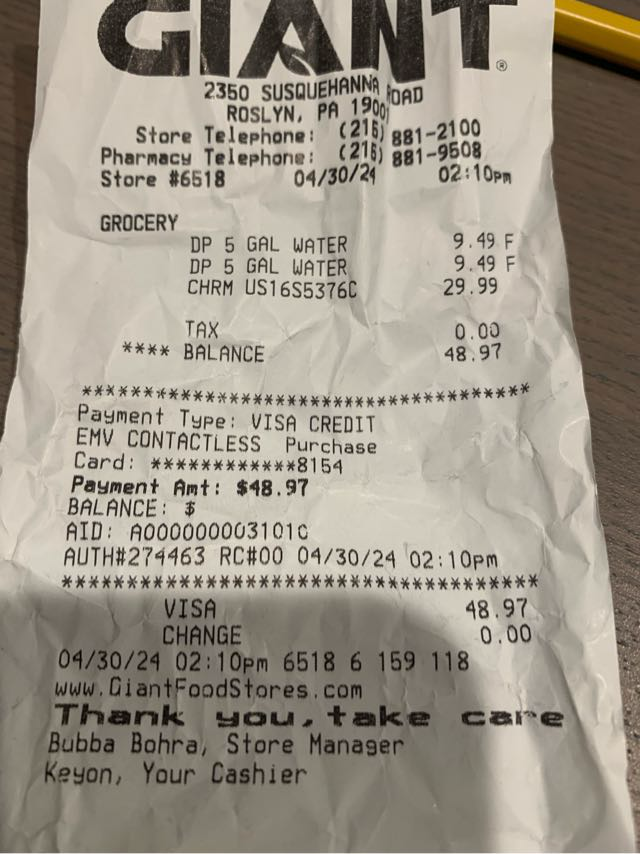 GIANT
®
2350 SUSQUEHANNA ROAD
ROSLYN, PA 1900
Store Telephone: (215) 881-2100
Pharmacy Telephone: (215) 881-9508
Store #6518 04/30/24 02:10pm
GROCERY
DP 5 GAL WATER 9.49 F
DP 5 GAL WATER 9.49 F
CHRM US16S5376C 29.99
TAX 0.00
**** BALANCE 48.97
****************************************
Payment Type: VISA CREDIT
EMV CONTACTLESS Purchase
Card: ************8154
Payment Amt: $48.97
BALANCE: $
AID: A0000000031010
AUTH#274463 RC#00 04/30/24 02:10pm
****************************************
VISA 48.97
CHANGE 0.00
04/30/24 02:10pm 6518 6 159 118
www.GiantFoodStores.com
Thank you, take care
Bubba Bohra, Store Manager
Keyon, Your Cashier